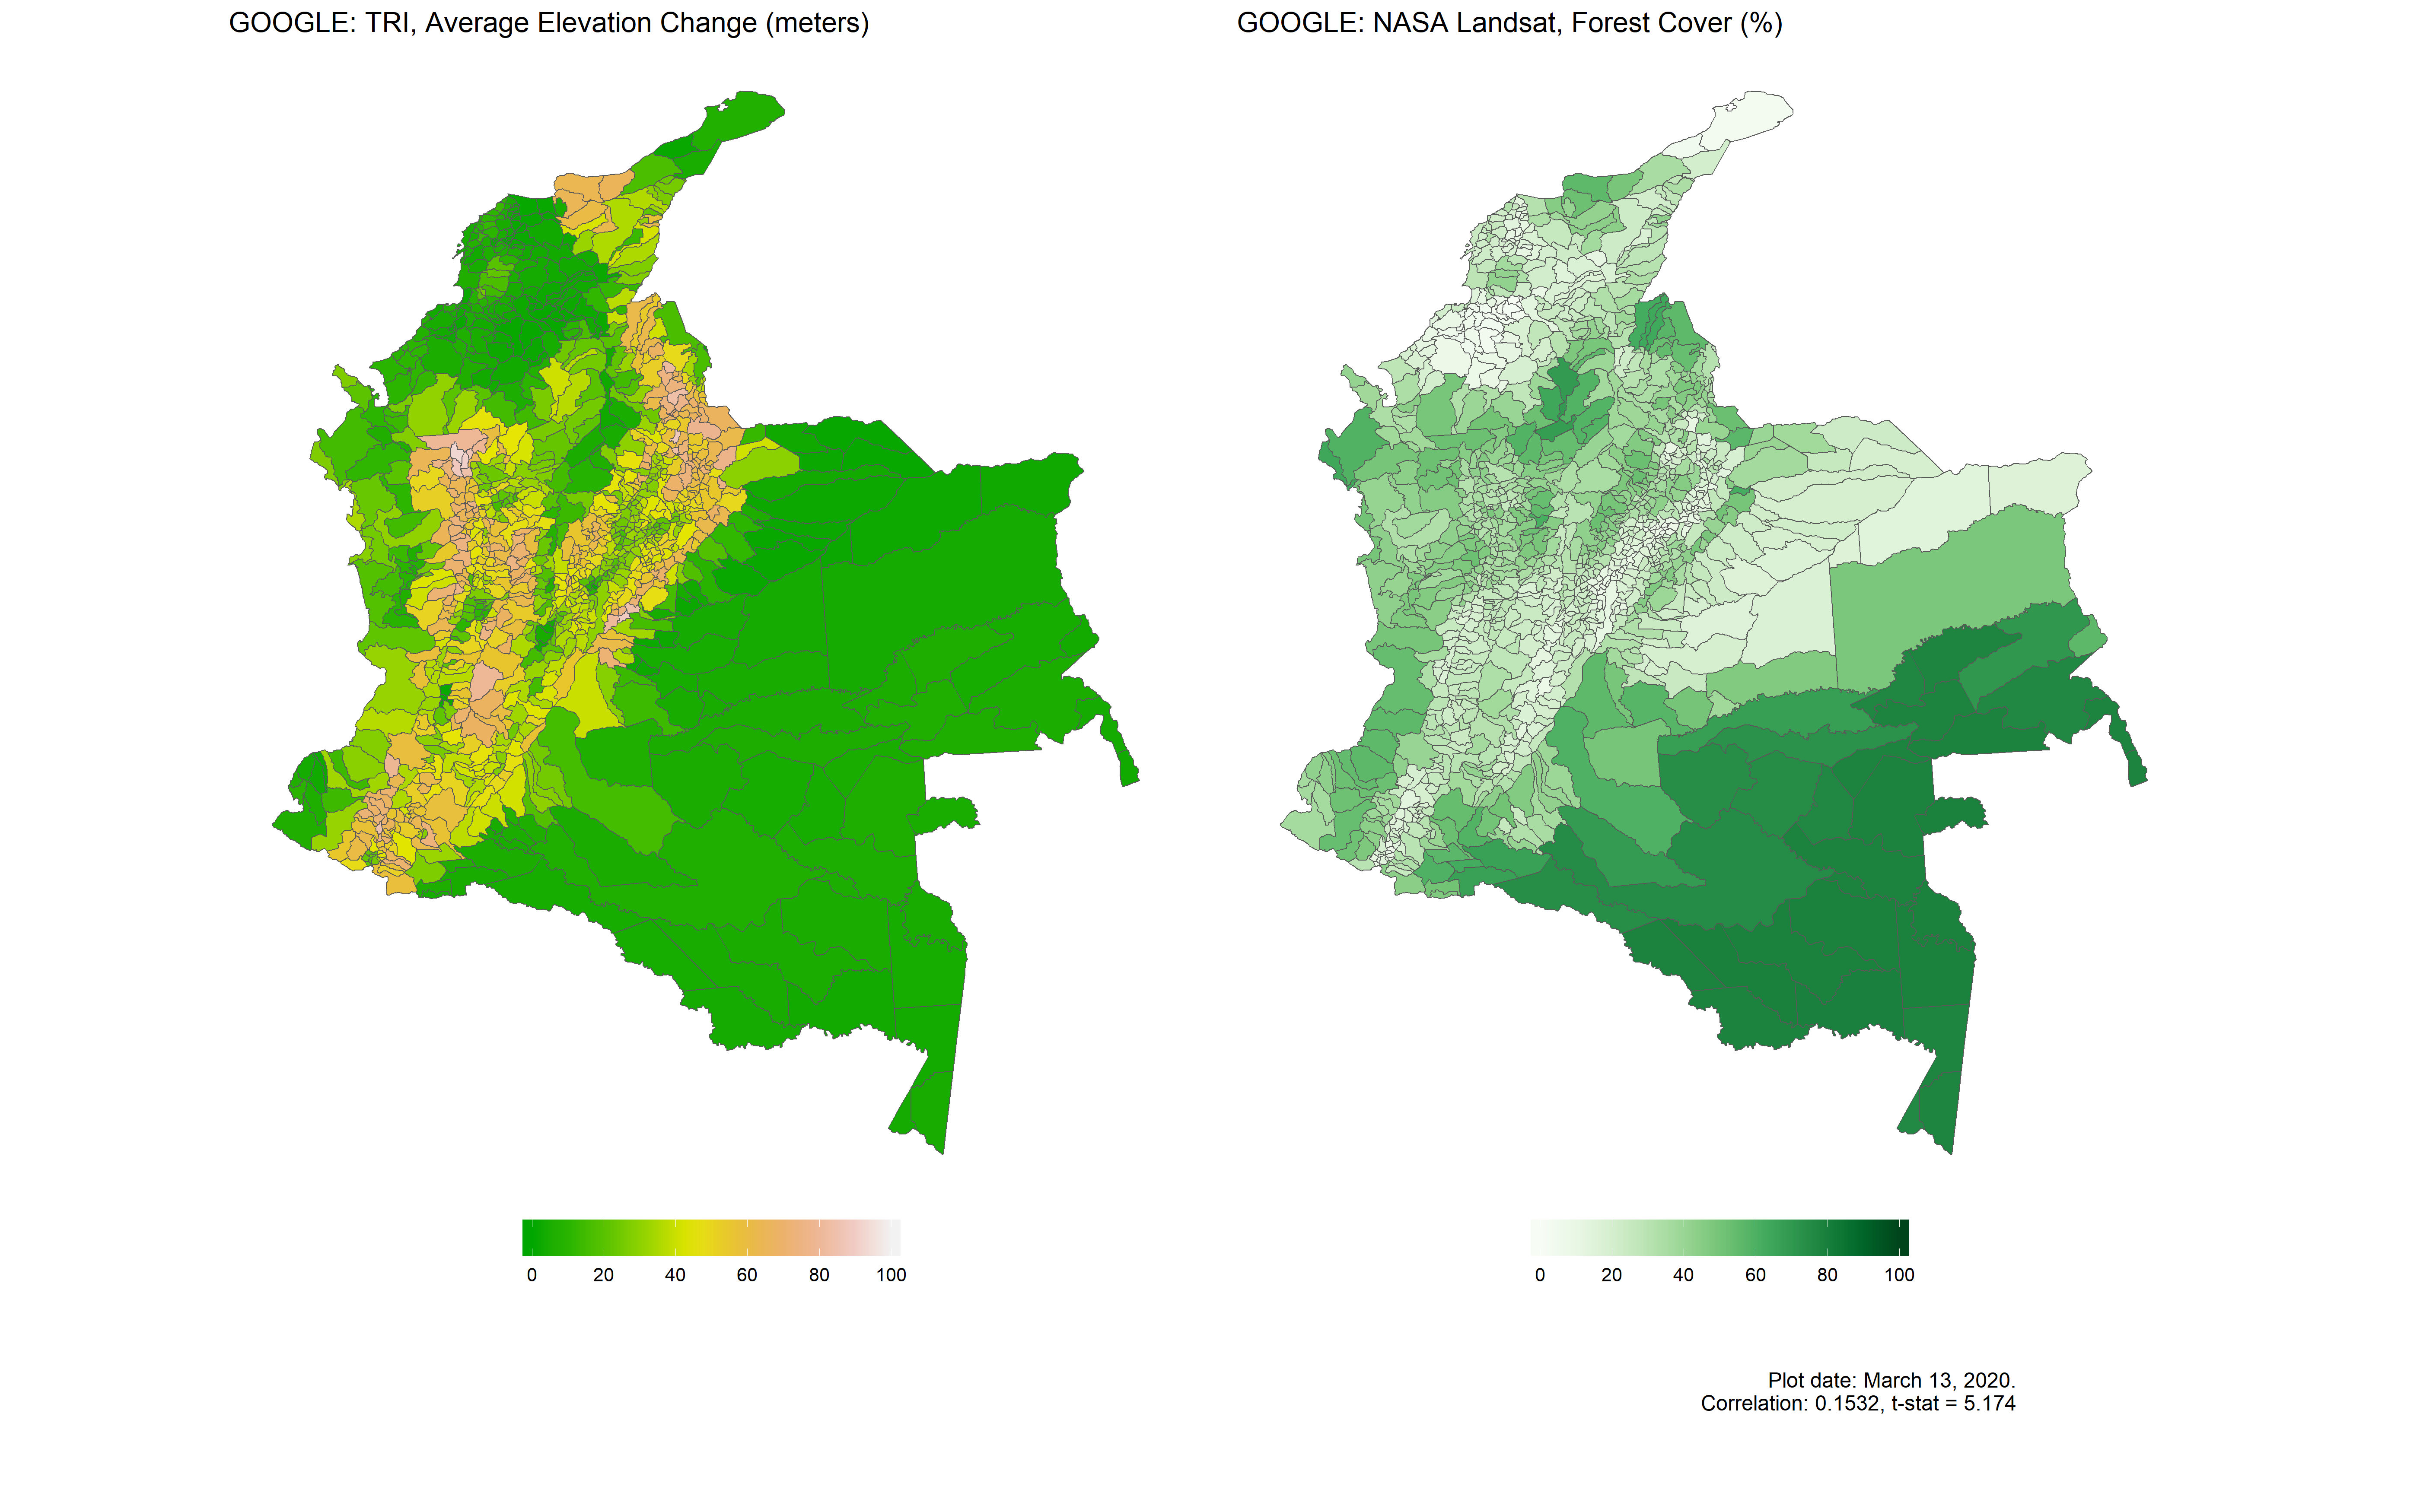 GOOGLE: TRI, Average Elevation Change (meters)
GOOGLE: NASA Landsat, Forest Cover (%)
0 20 40 60 80 100
0 20 40 60 80 100
Plot date: March 13, 2020.
Correlation: 0.1532, t-stat = 5.174